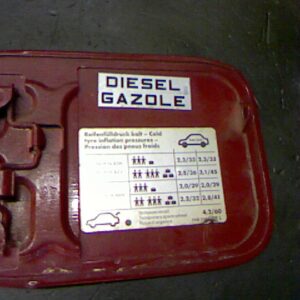 DIESEL
GAZOLE
Reifenfülldruck kalt - Cold
tyre inflation pressures -
Pression des pneus froids
2,3/33 2,3/33
2,5/36 3,1/45
2,0/29 2,0/29
2,2/32 2,8/41
4,2/60